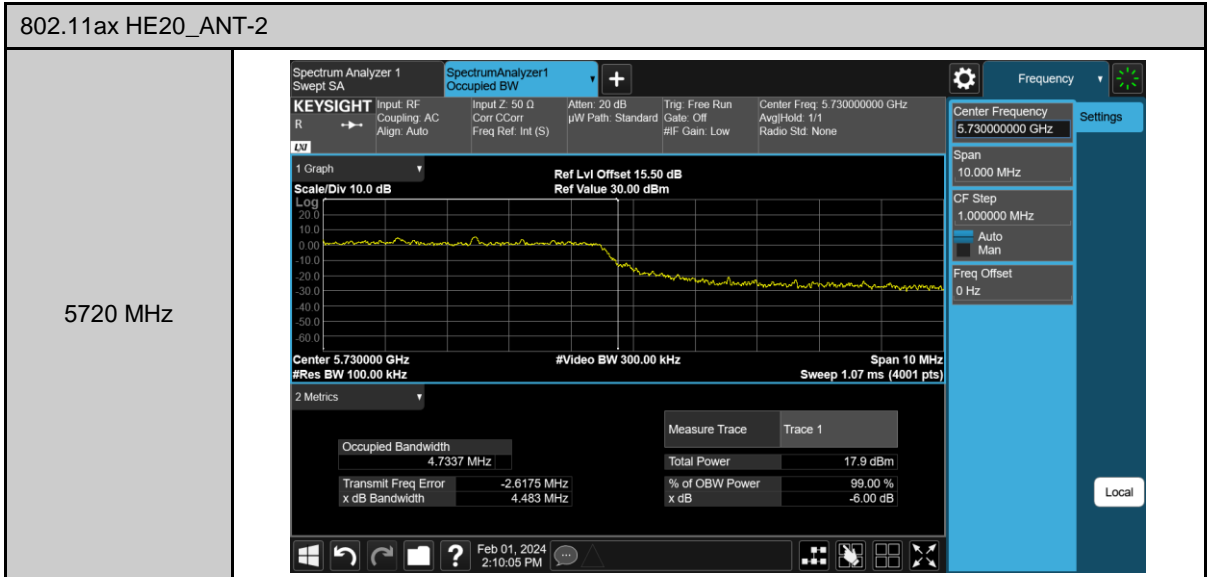 802.11ax HE20_ANT-2
5720 MHz
Spectrum Analyzer 1
Swept SA
SpectrumAnalyzer1
Occupied BW
Frequency
KEYSIGHT
R
LXI
Input: RF
Coupling: AC
Align: Auto
Input Z: 50 Ω
Corr CCorr
Freq Ref: Int (S)
Atten: 20 dB
µW Path: Standard
Trig: Free Run
Gate: Off
#IF Gain: Low
Center Freq: 5.730000000 GHz
Avg|Hold: 1/1
Radio Std: None
Center Frequency
5.730000000 GHz
Settings
Span
10.000 MHz
CF Step
1.000000 MHz
Auto
Man
Freq Offset
0 Hz
Local
1 Graph
Scale/Div 10.0 dB
Ref Lvl Offset 15.50 dB
Ref Value 30.00 dBm
Log
20.0
10.0
0.00
-10.0
-20.0
-30.0
-40.0
-50.0
-60.0
Center 5.730000 GHz
#Video BW 300.00 kHz
Span 10 MHz
#Res BW 100.00 kHz
Sweep 1.07 ms (4001 pts)
2 Metrics
Measure Trace
Trace 1
Occupied Bandwidth
4.7337 MHz
Total Power
17.9 dBm
Transmit Freq Error
-2.6175 MHz
% of OBW Power
99.00 %
x dB Bandwidth
4.483 MHz
x dB
-6.00 dB
?
Feb 01, 2024
2:10:05 PM